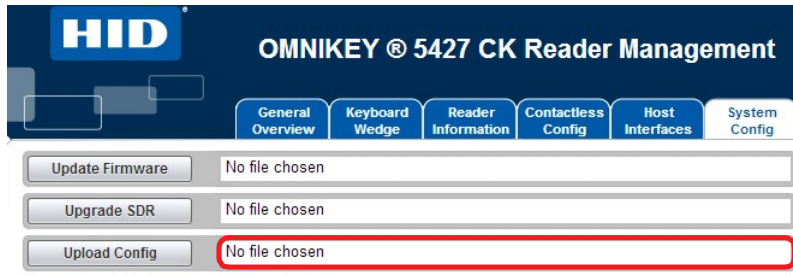 HID
OMNIKEY ® 5427 CK Reader Management
General Overview
Keyboard Wedge
Reader Information
Contactless Config
Host Interfaces
System Config
Update Firmware
No file chosen
Upgrade SDR
No file chosen
Upload Config
No file chosen